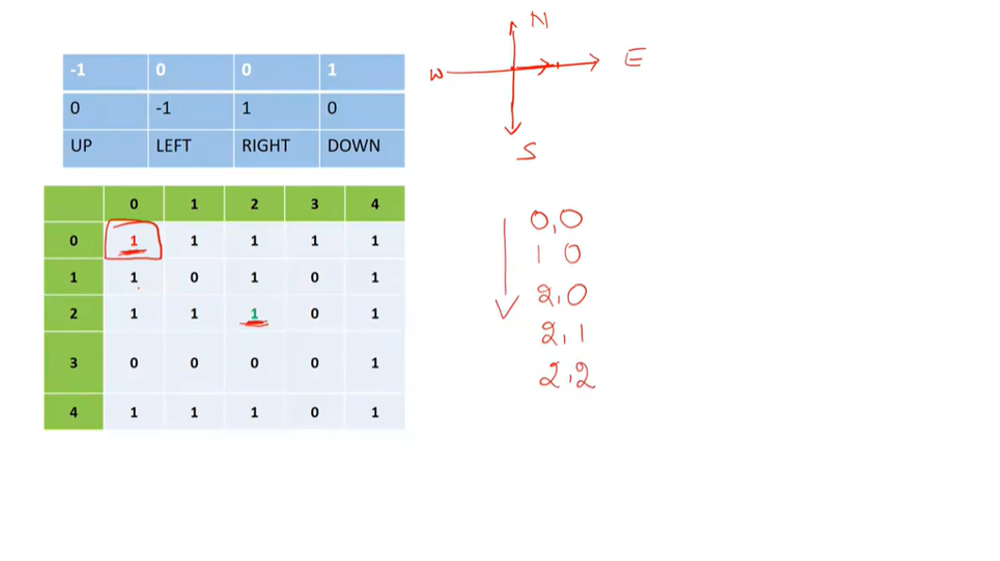 -1 0 0 1
0 -1 1 0
UP LEFT RIGHT DOWN
N
W E
S
0 1 2 3 4
0 1 1 1 1 1
1 1 0 1 0 1
2 1 1 1 0 1
3 0 0 0 0 1
4 1 1 1 0 1
0,0
1 0
2,0
2,1
2,2